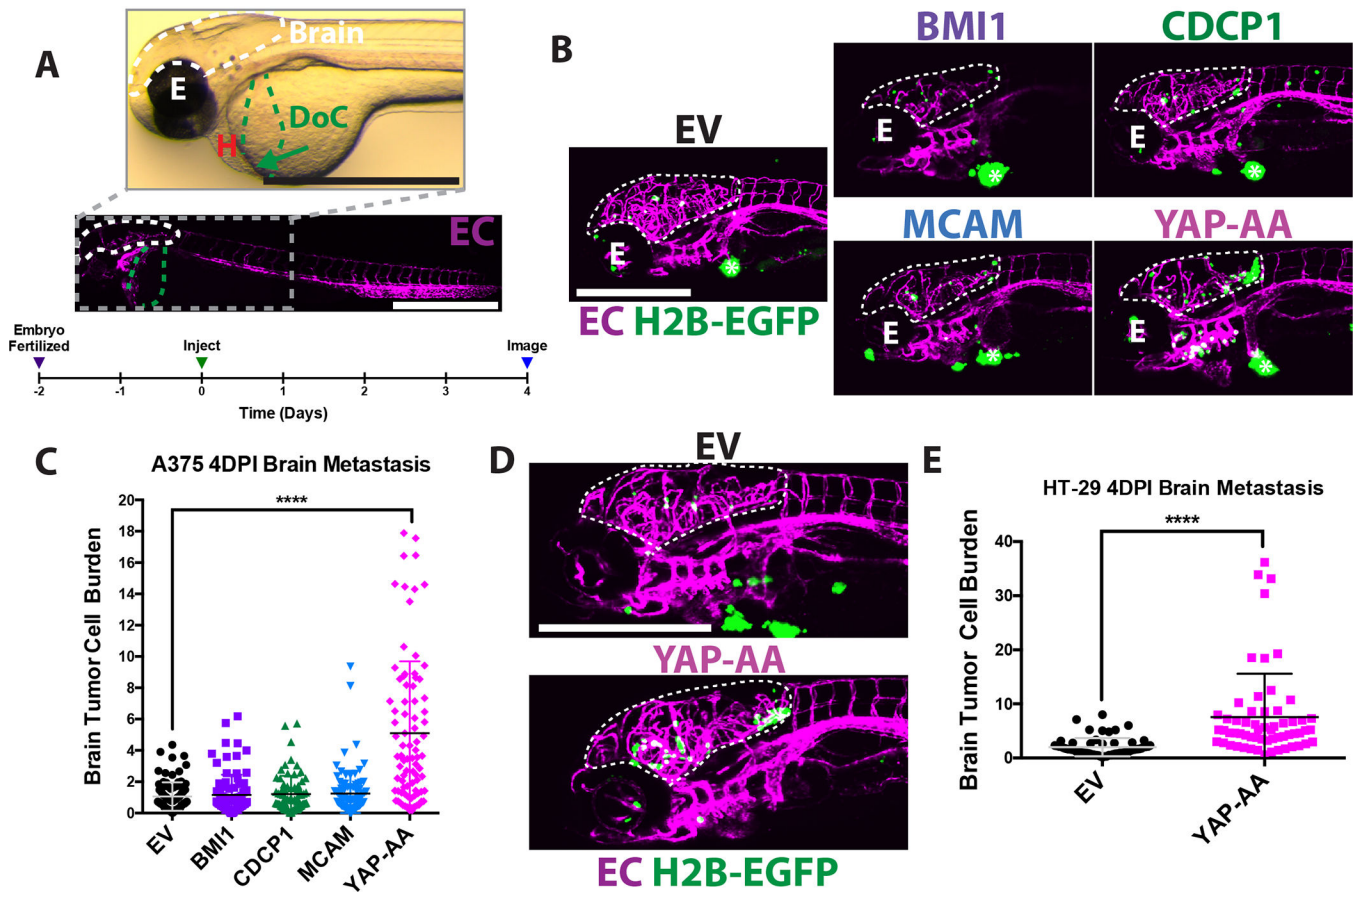 A
Brain
E
DoC
H
EC
Embryo
Fertilized
Inject
Image
-2
-1
0
1
2
3
4
Time (Days)
B
EV
E
EC H2B-EGFP
BMI1
CDCP1
E
*
E
*
MCAM
YAP-AA
E
*
E
*
*
C
A375 4DPI Brain Metastasis
****
Brain Tumor Cell Burden
20
18
16
14
12
10
8
6
4
2
0
EV
BMI1
CDCP1
MCAM
YAP-AA
D
EV
YAP-AA
EC H2B-EGFP
E
HT-29 4DPI Brain Metastasis
****
Brain Tumor Cell Burden
40
30
20
10
0
EV
YAP-AA